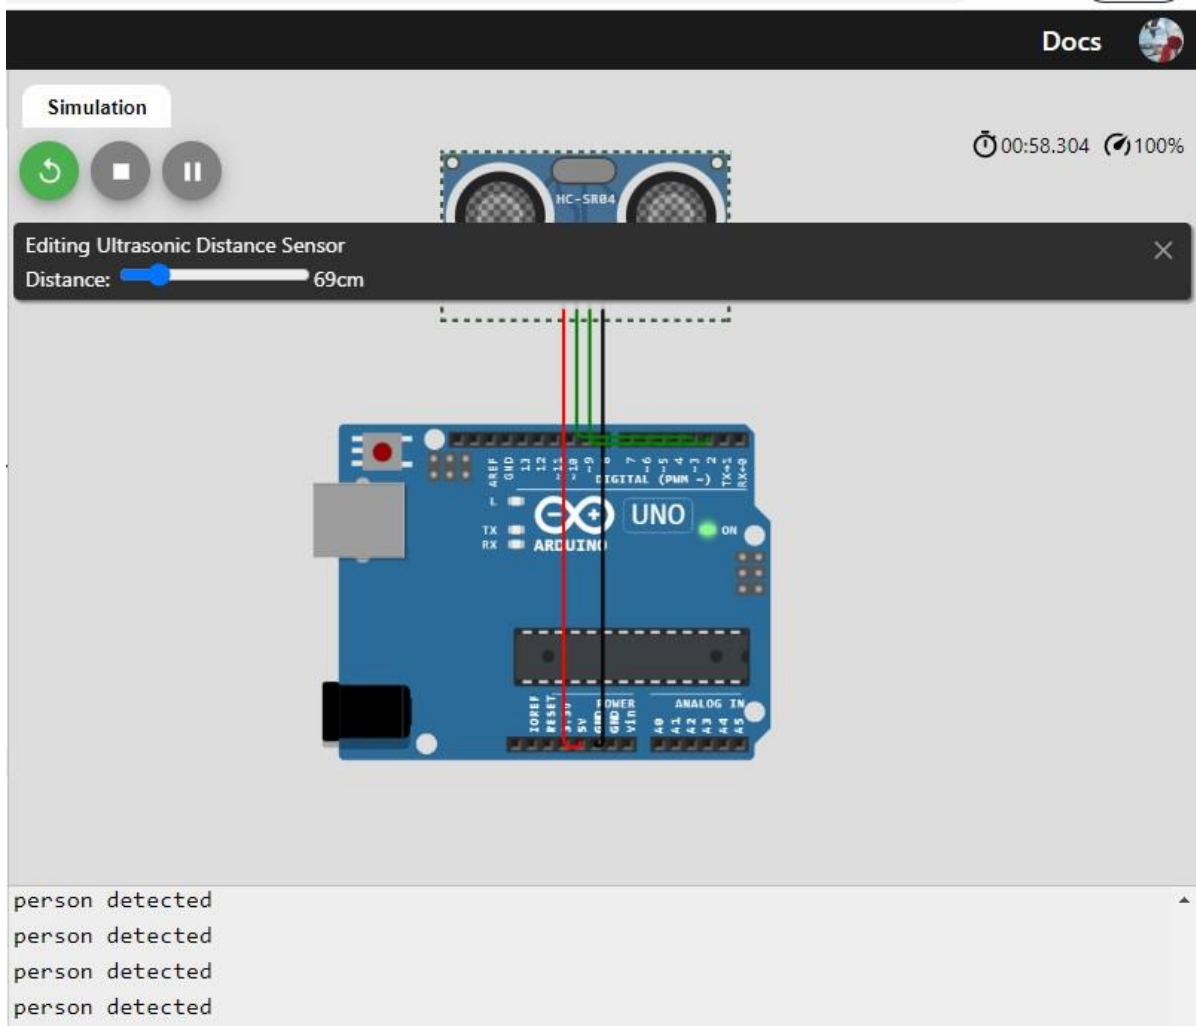 Docs
Simulation
00:58.304 100%
HC-SR04
Editing Ultrasonic Distance Sensor
Distance: 69cm
AREF
GND
13
12
~11
~10
~9
8
7
~6
~5
4
~3
2
TX→1
RX←0
DIGITAL (PWM ~)
L
TX
RX
ARDUINO
UNO
ON
IOREF
RESET
3.3V
5V
GND
GND
Vin
POWER
ANALOG IN
A0
A1
A2
A3
A4
A5
person detected
person detected
person detected
person detected